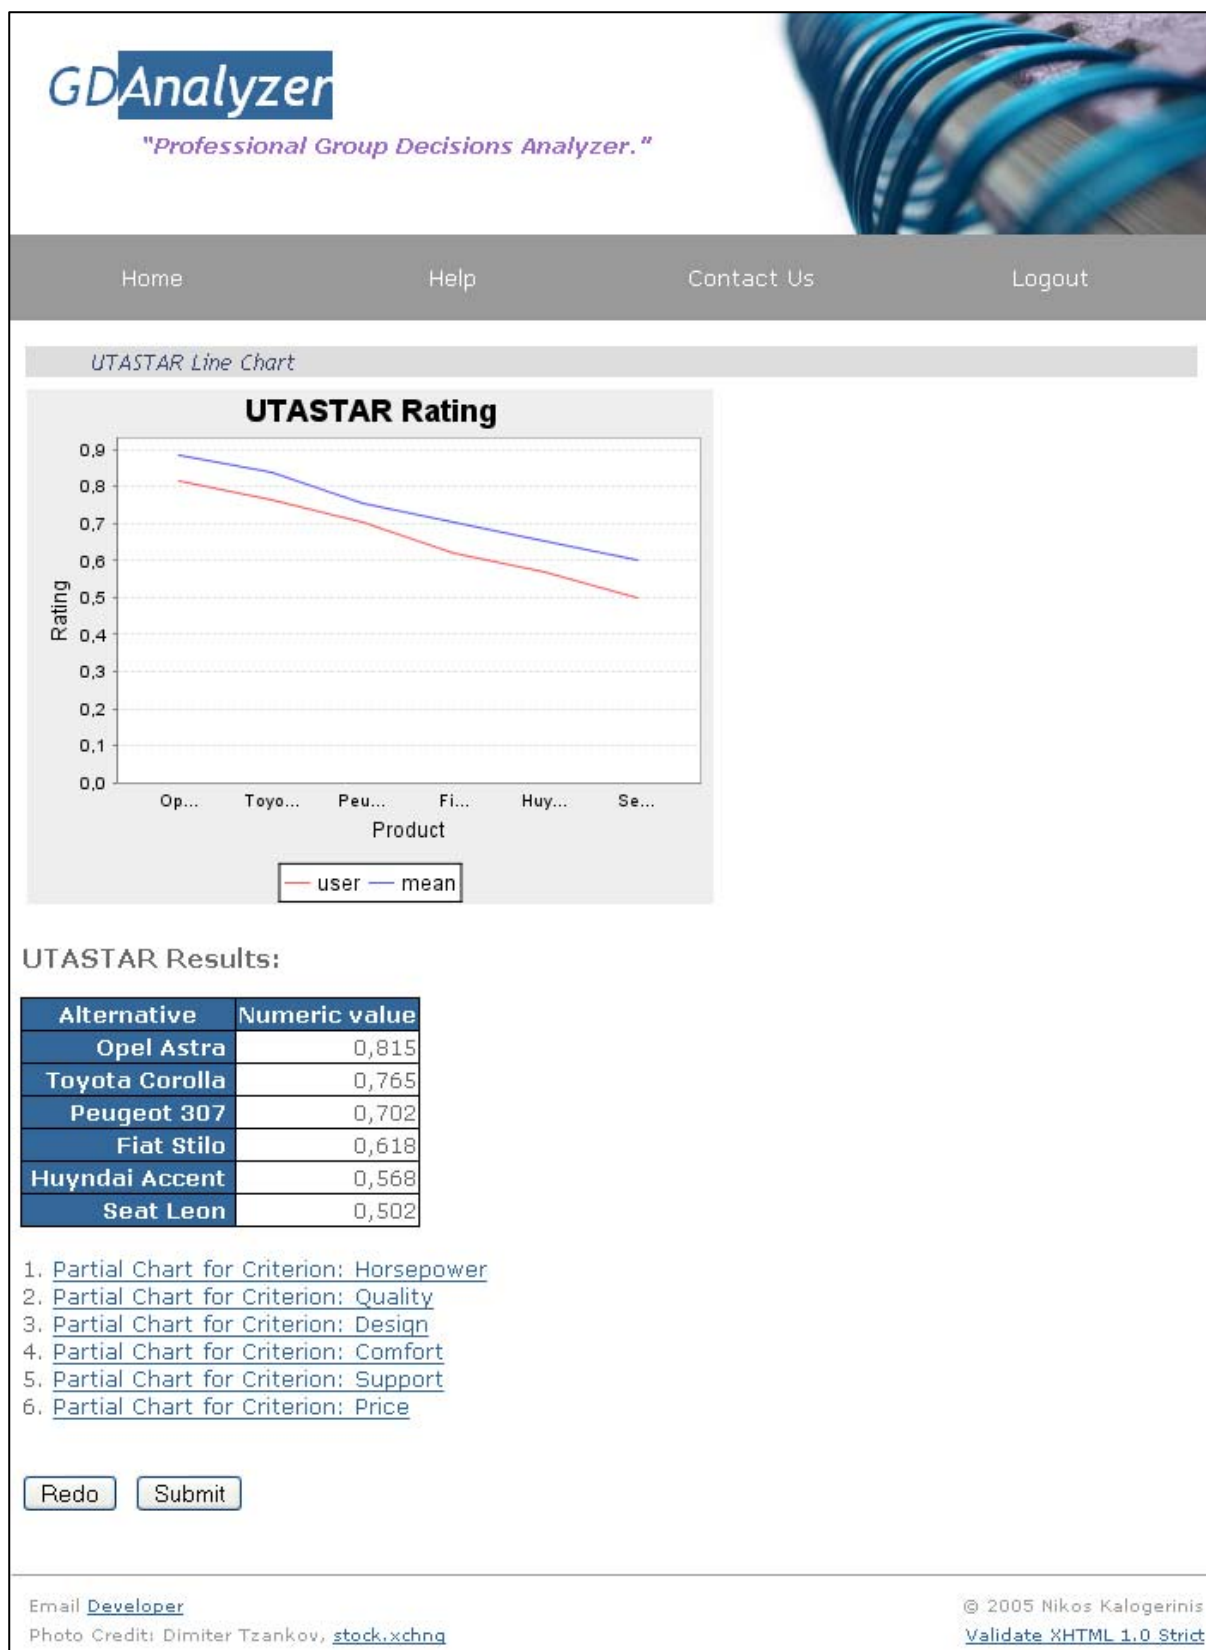 GDAnalyzer
"Professional Group Decisions Analyzer."
Home Help Contact Us Logout
UTASTAR Line Chart
UTASTAR Rating
0,9
0,8
0,7
0,6
0,5
0,4
0,3
0,2
0,1
0,0
Rating
Op... Toyo... Peu... Fi... Huy... Se...
Product
user mean
UTASTAR Results:
Alternative Numeric value
Opel Astra 0,815
Toyota Corolla 0,765
Peugeot 307 0,702
Fiat Stilo 0,618
Huyndai Accent 0,568
Seat Leon 0,502
1. Partial Chart for Criterion: Horsepower
2. Partial Chart for Criterion: Quality
3. Partial Chart for Criterion: Design
4. Partial Chart for Criterion: Comfort
5. Partial Chart for Criterion: Support
6. Partial Chart for Criterion: Price
Redo Submit
Email Developer © 2005 Nikos Kalogerinis
Photo Credit: Dimiter Tzankov, stock.xchng Validate XHTML 1.0 Strict